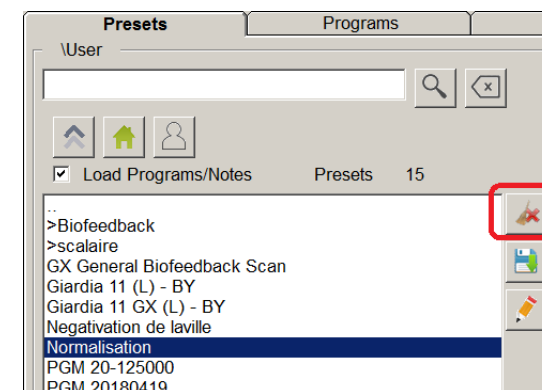 Presets Programs
\User
Load Programs/Notes Presets 15
..
>Biofeedback
>scalaire
GX General Biofeedback Scan
Giardia 11 (L) - BY
Giardia 11 GX (L) - BY
Negativation de laville
Normalisation
PGM 20-125000
PGM 20180419